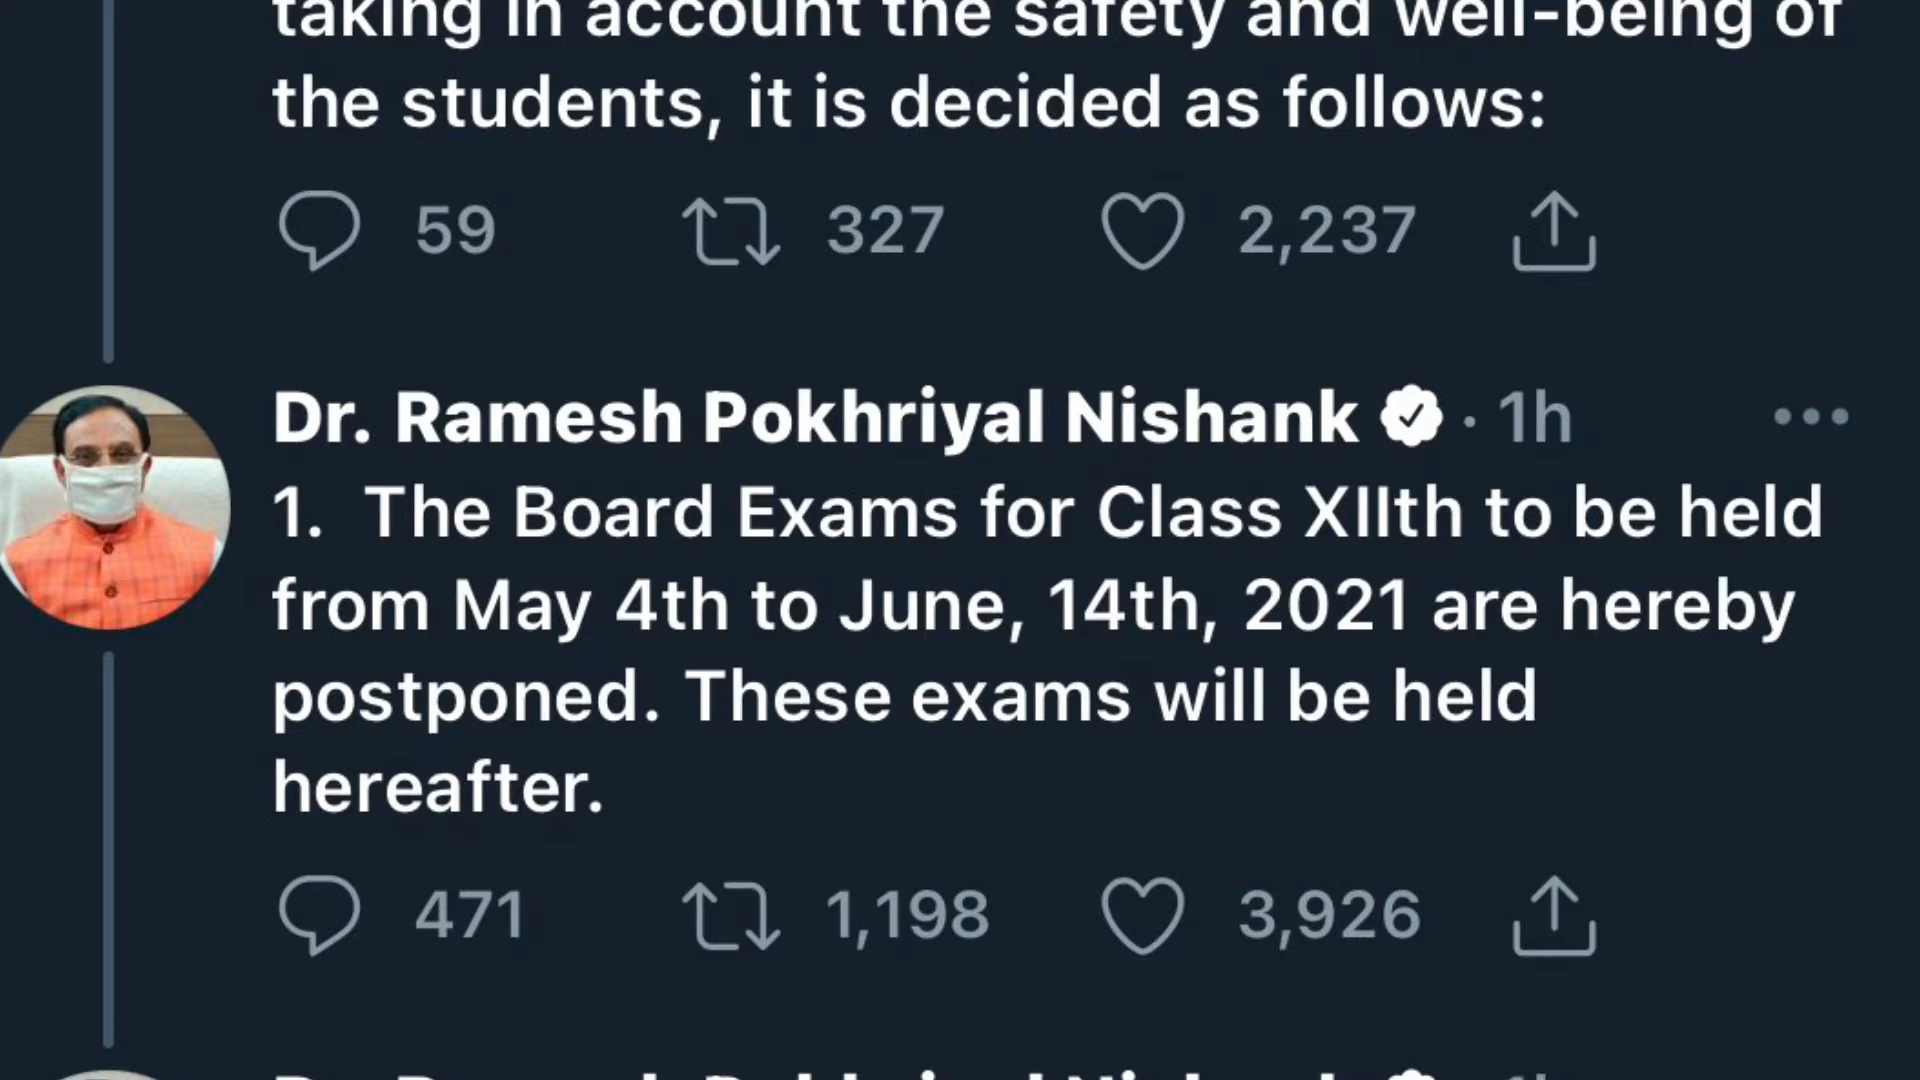 taking in account the safety and well-being of
the students, it is decided as follows:
59 327 2,237
Dr. Ramesh Pokhriyal Nishank · 1h
1. The Board Exams for Class XIIth to be held
from May 4th to June, 14th, 2021 are hereby
postponed. These exams will be held
hereafter.
471 1,198 3,926